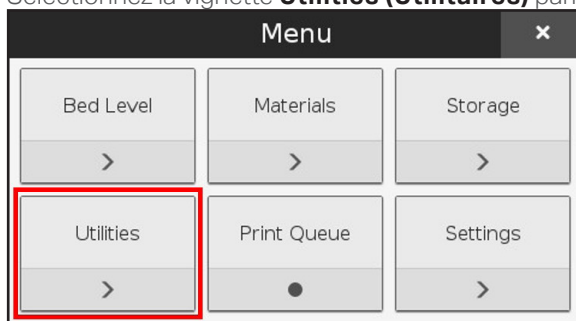 Sélectionnez la vignette Utilities (Utilitaires)
Menu ×
Bed Level Materials Storage
Utilities Print Queue Settings